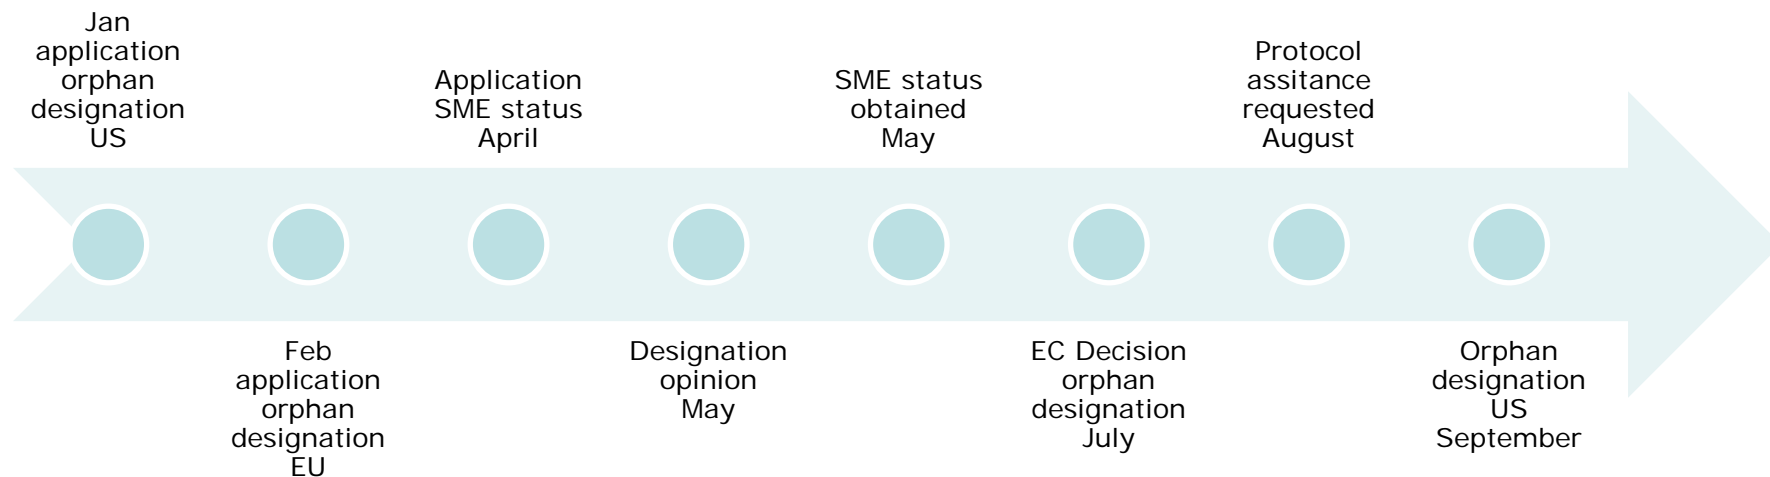 Jan
application
orphan
designation
US
Feb
application
orphan
designation
EU
Application
SME status
April
Designation
opinion
May
SME status
obtained
May
EC Decision
orphan
designation
July
Protocol
assitance
requested
August
Orphan
designation
US
September